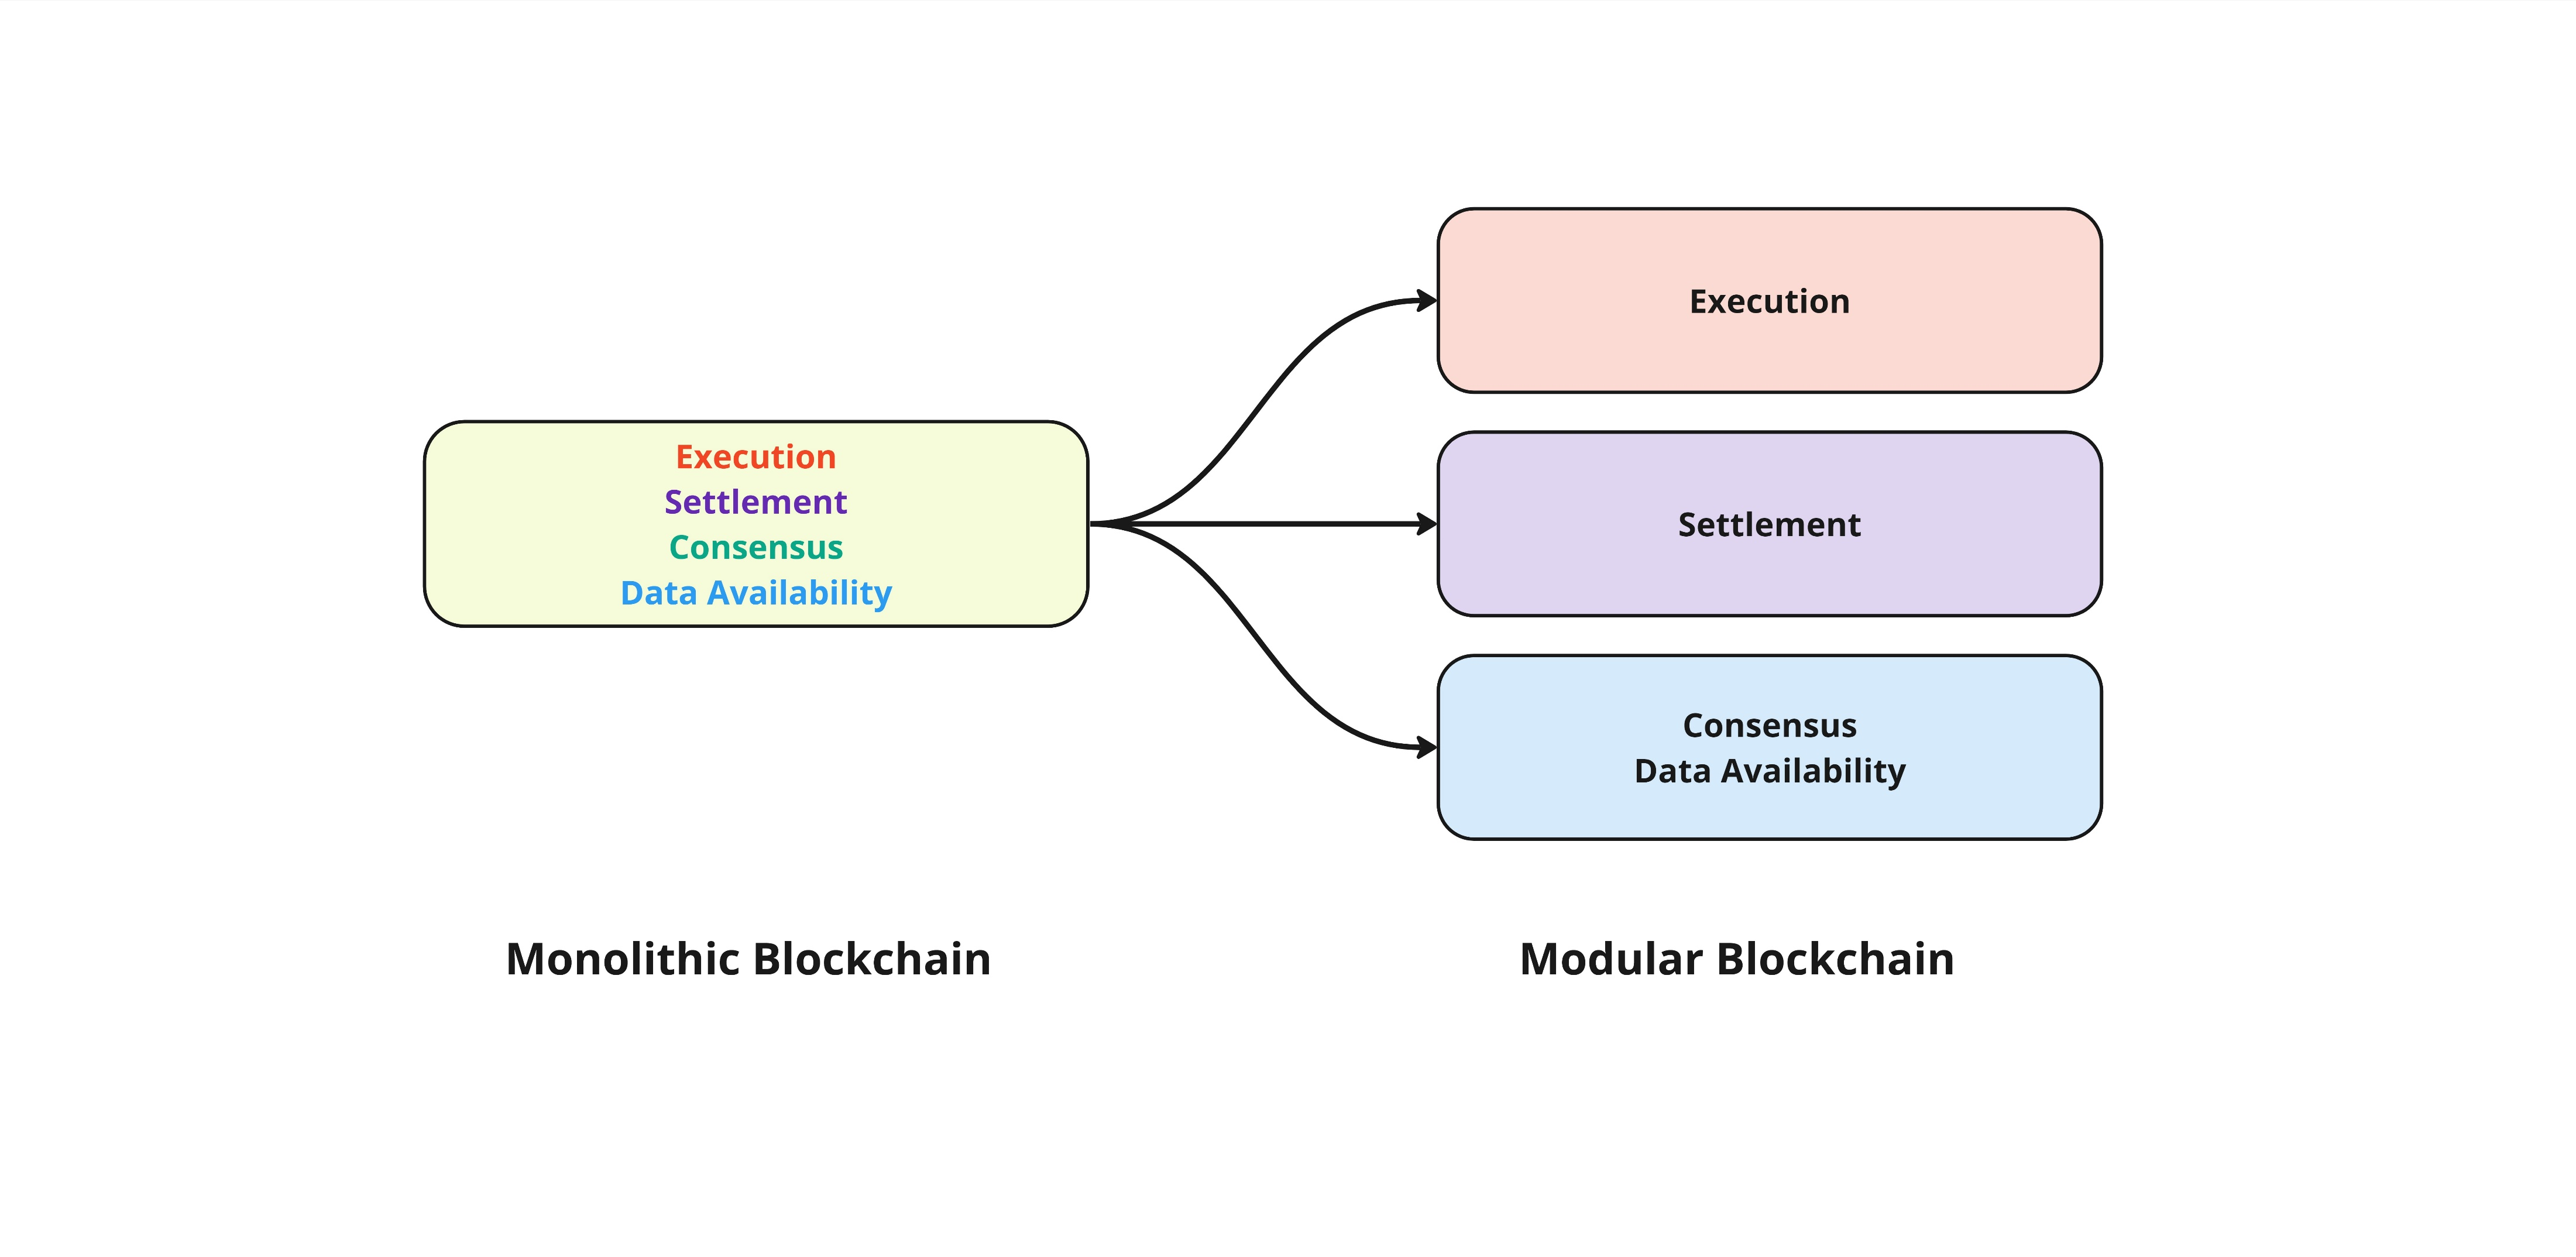 Execution
Settlement
Consensus
Data Availability
Execution
Settlement
Consensus
Data Availability
Monolithic Blockchain
Modular Blockchain